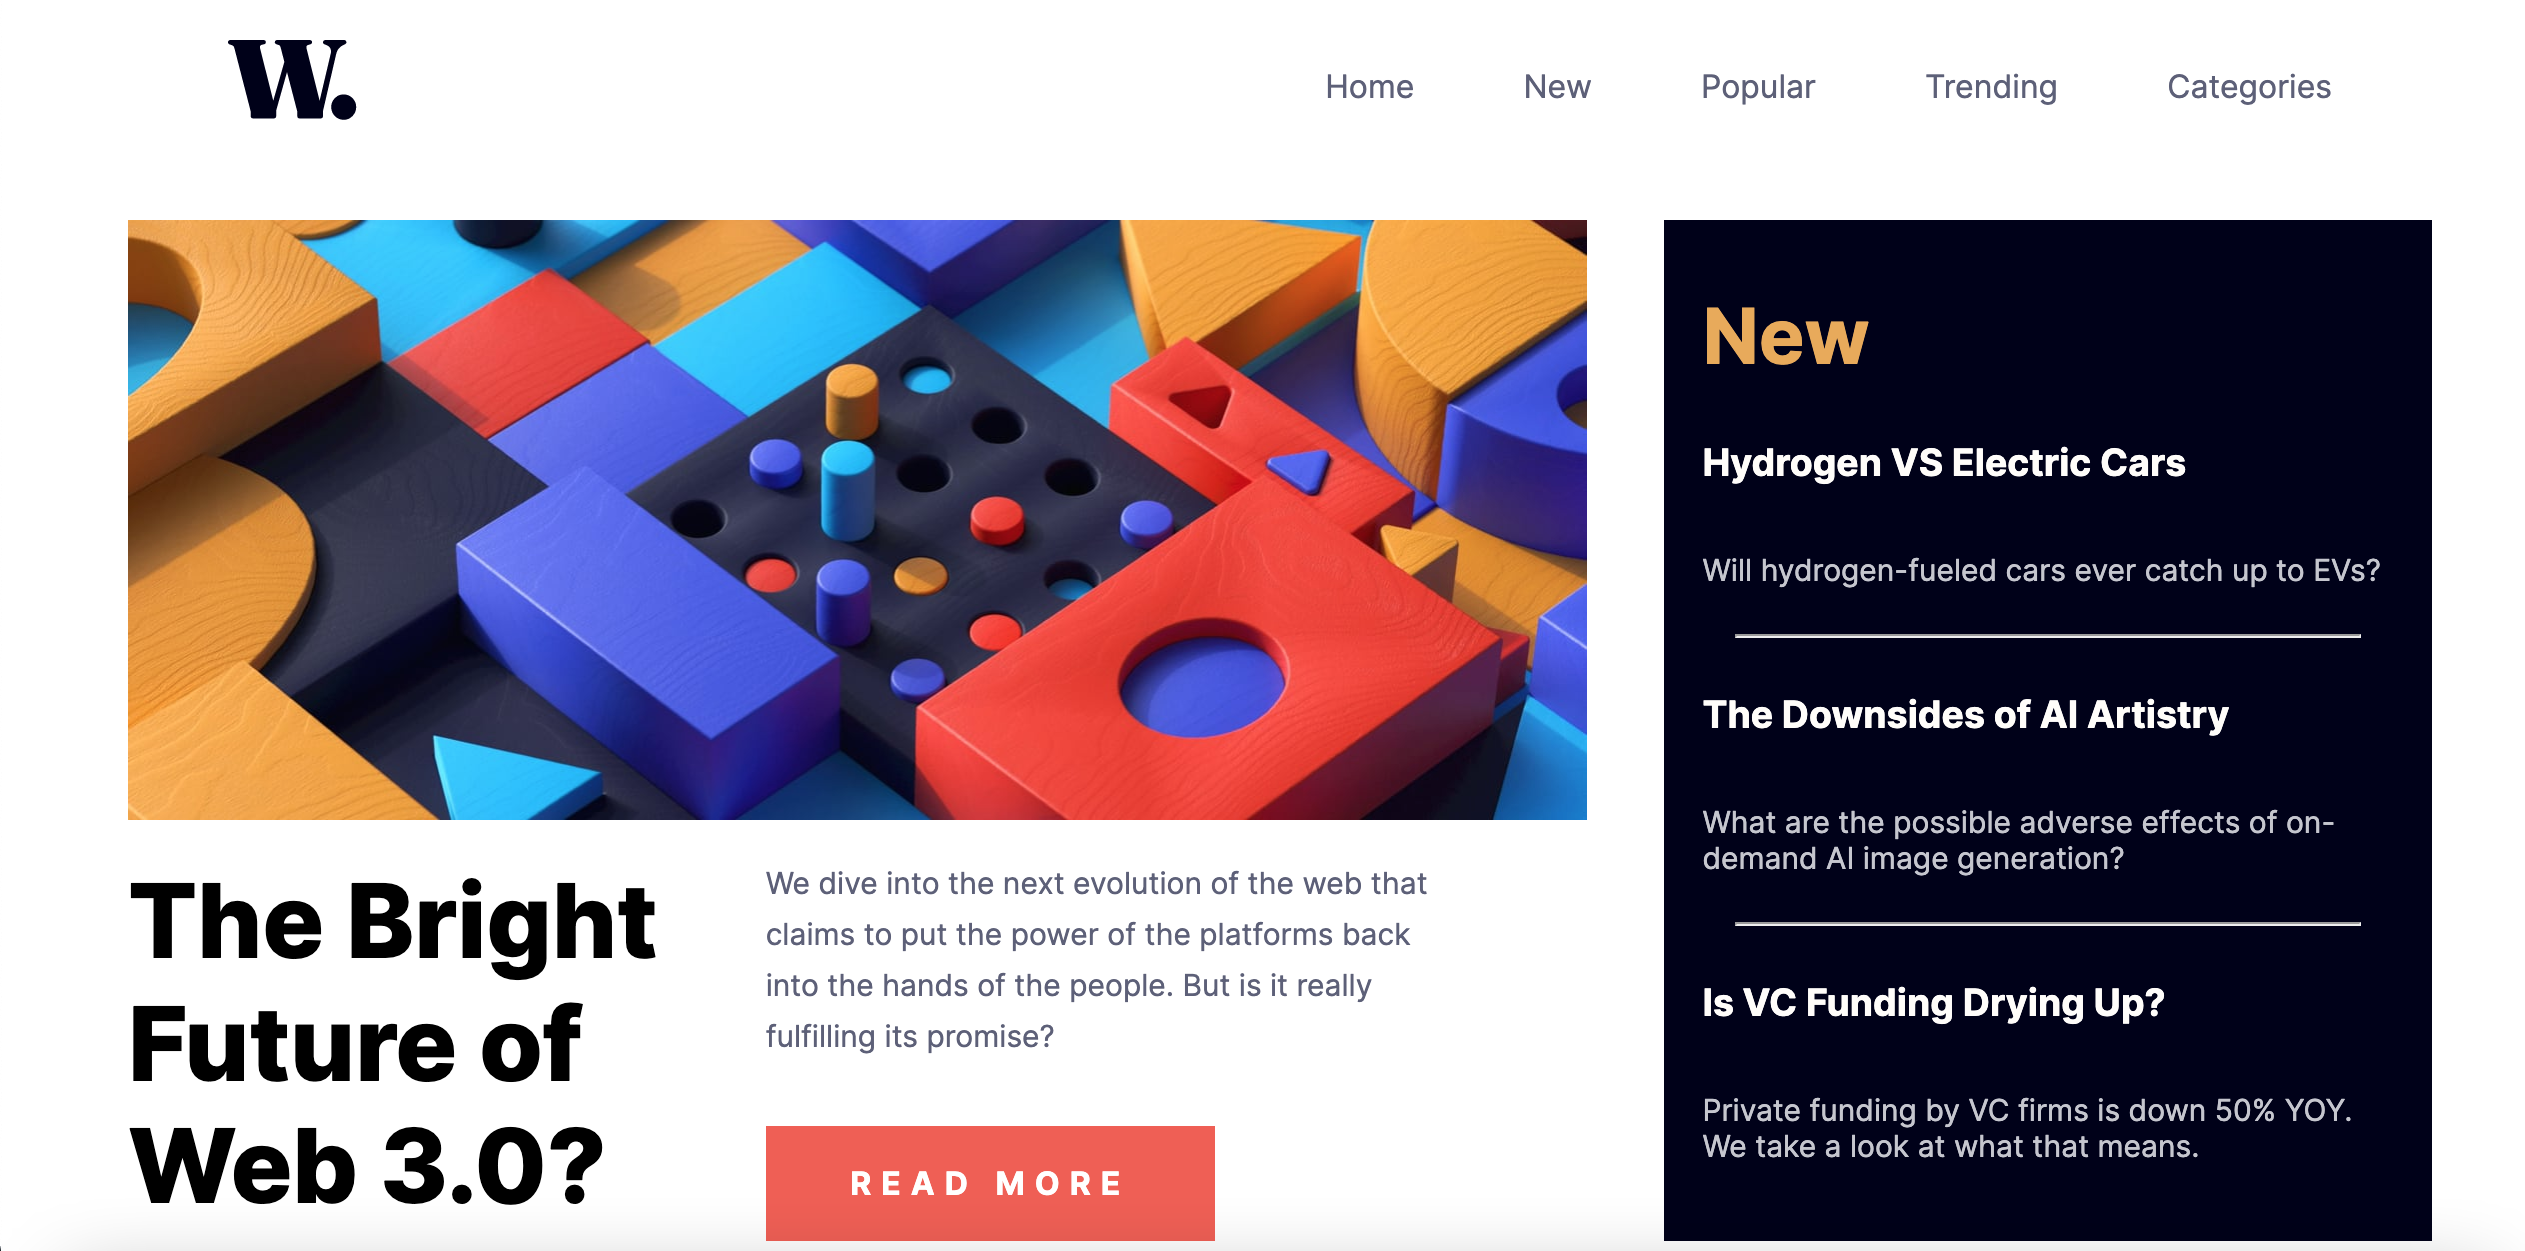 W.
Home New Popular Trending Categories
The Bright
Future of
Web 3.0?
We dive into the next evolution of the web that
claims to put the power of the platforms back
into the hands of the people. But is it really
fulfilling its promise?
READ MORE
New
Hydrogen VS Electric Cars
Will hydrogen-fueled cars ever catch up to EVs?
The Downsides of AI Artistry
What are the possible adverse effects of on-
demand AI image generation?
Is VC Funding Drying Up?
Private funding by VC firms is down 50% YOY.
We take a look at what that means.